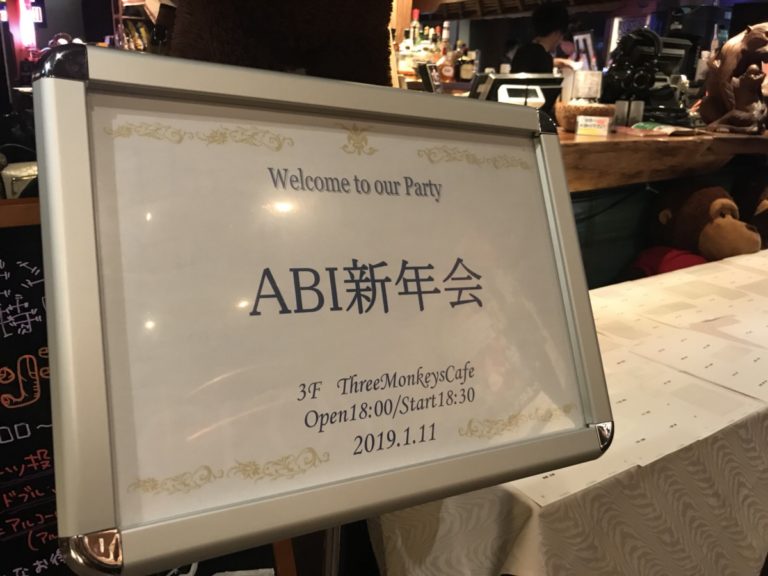 Welcome to our Party
ABI新年会
3F ThreeMonkeysCafe
Open18:00/Start18:30
2019.1.11